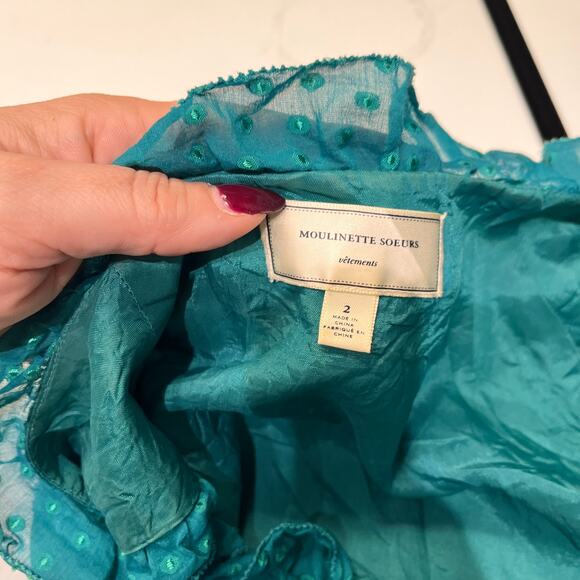 MOULINETTE SOEURS
vêtements
2
MADE IN
CHINA
FABRIQUÉ EN
CHINE